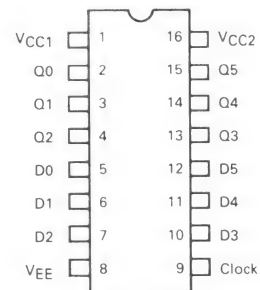 VCC1 1 16 VCC2
Q0 2 15 Q5
Q1 3 14 Q4
Q2 4 13 Q3
D0 5 12 D5
D1 6 11 D4
D2 7 10 D3
VEE 8 9 Clock